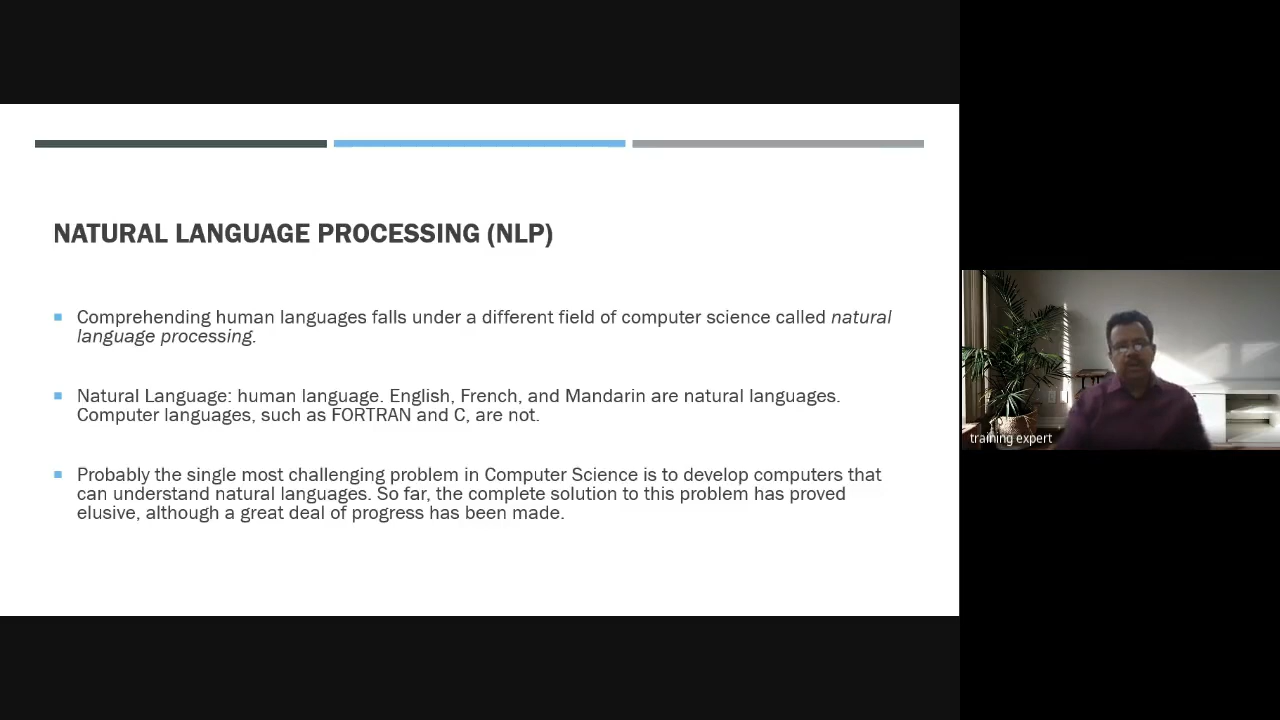 NATURAL LANGUAGE PROCESSING (NLP)
Comprehending human languages falls under a different field of computer science called natural
language processing.
Natural Language: human language. English, French, and Mandarin are natural languages.
Computer languages, such as FORTRAN and C, are not.
Probably the single most challenging problem in Computer Science is to develop computers that
can understand natural languages. So far, the complete solution to this problem has proved
elusive, although a great deal of progress has been made.
training expert